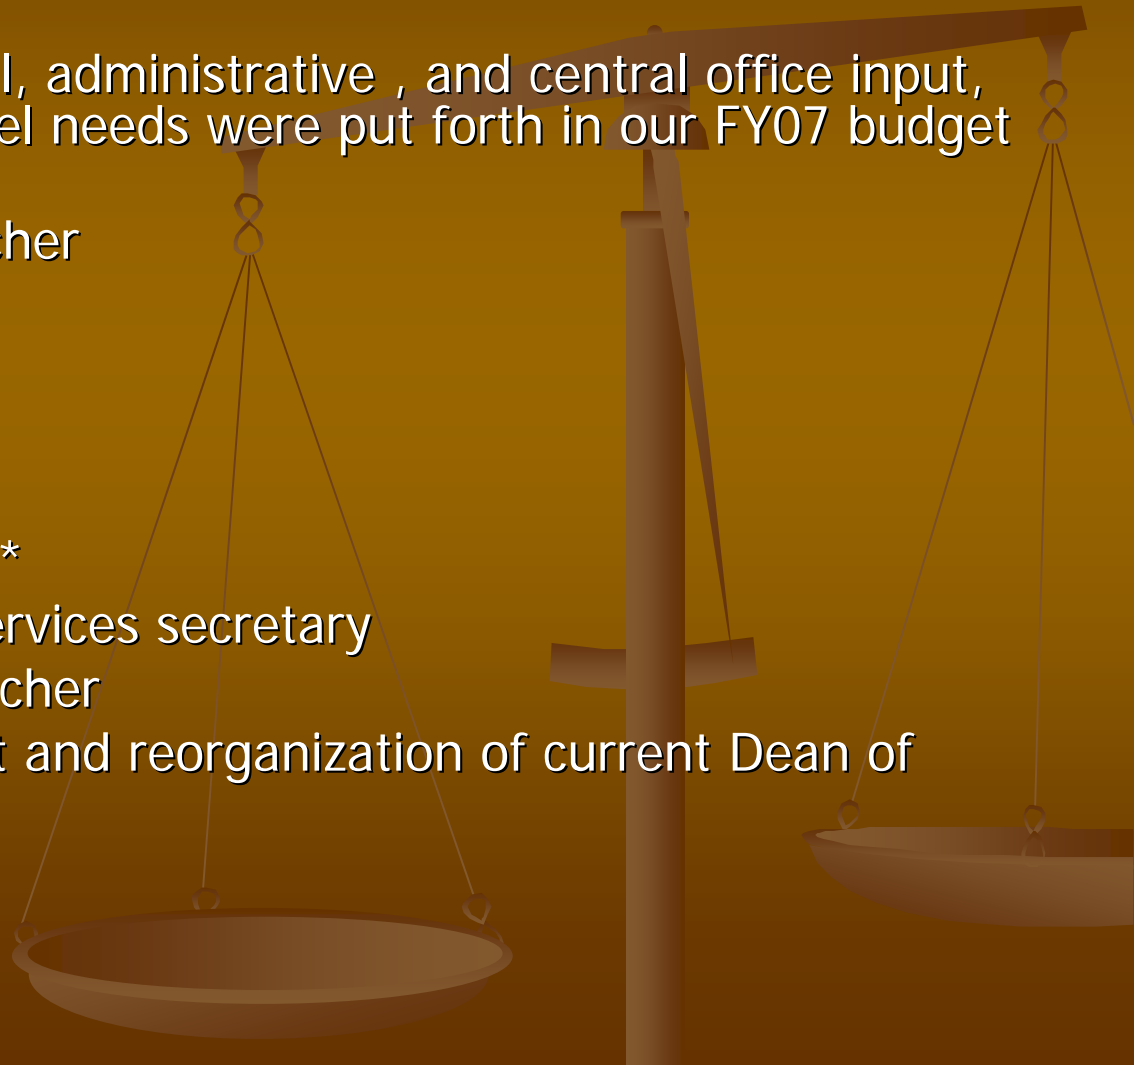 l, administrative , and central office input,
el needs were put forth in our FY07 budget
cher
*
ervices secretary
cher
t and reorganization of current Dean of